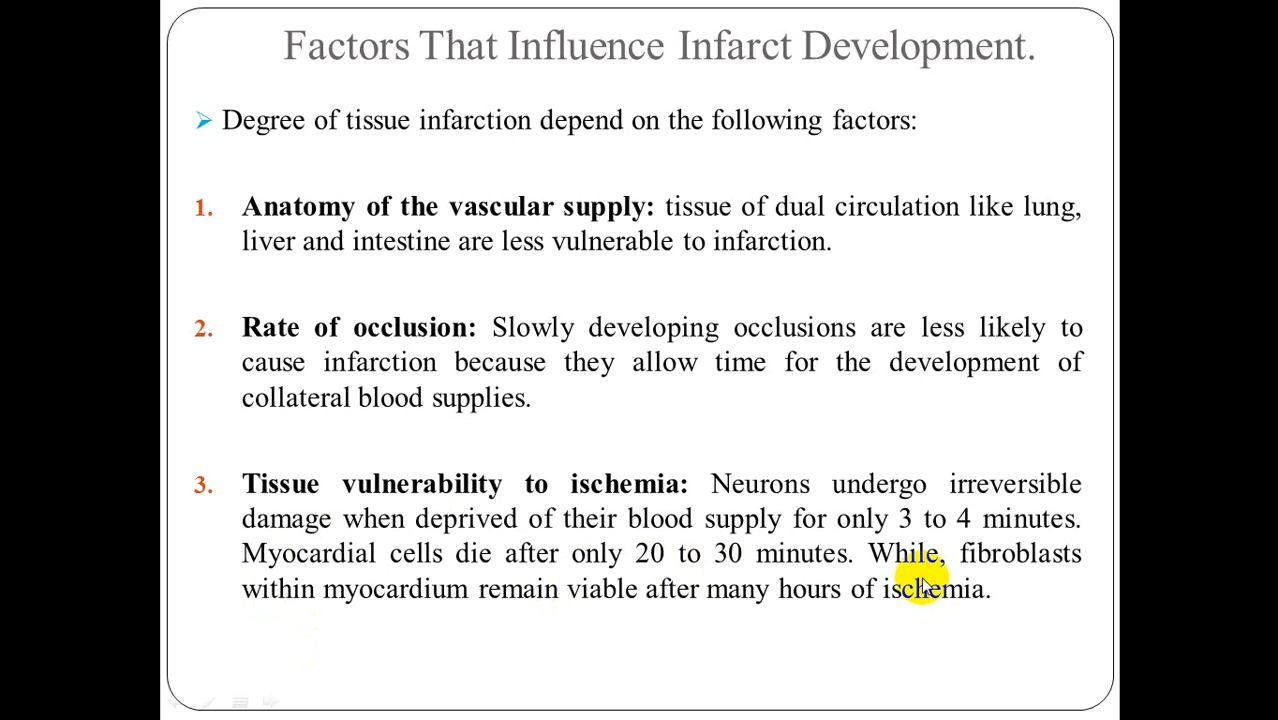 Factors That Influence Infarct Development.
Degree of tissue infarction depend on the following factors:
1. Anatomy of the vascular supply: tissue of dual circulation like lung,
liver and intestine are less vulnerable to infarction.
2. Rate of occlusion: Slowly developing occlusions are less likely to
cause infarction because they allow time for the development of
collateral blood supplies.
3. Tissue vulnerability to ischemia: Neurons undergo irreversible
damage when deprived of their blood supply for only 3 to 4 minutes.
Myocardial cells die after only 20 to 30 minutes. While, fibroblasts
within myocardium remain viable after many hours of ischemia.